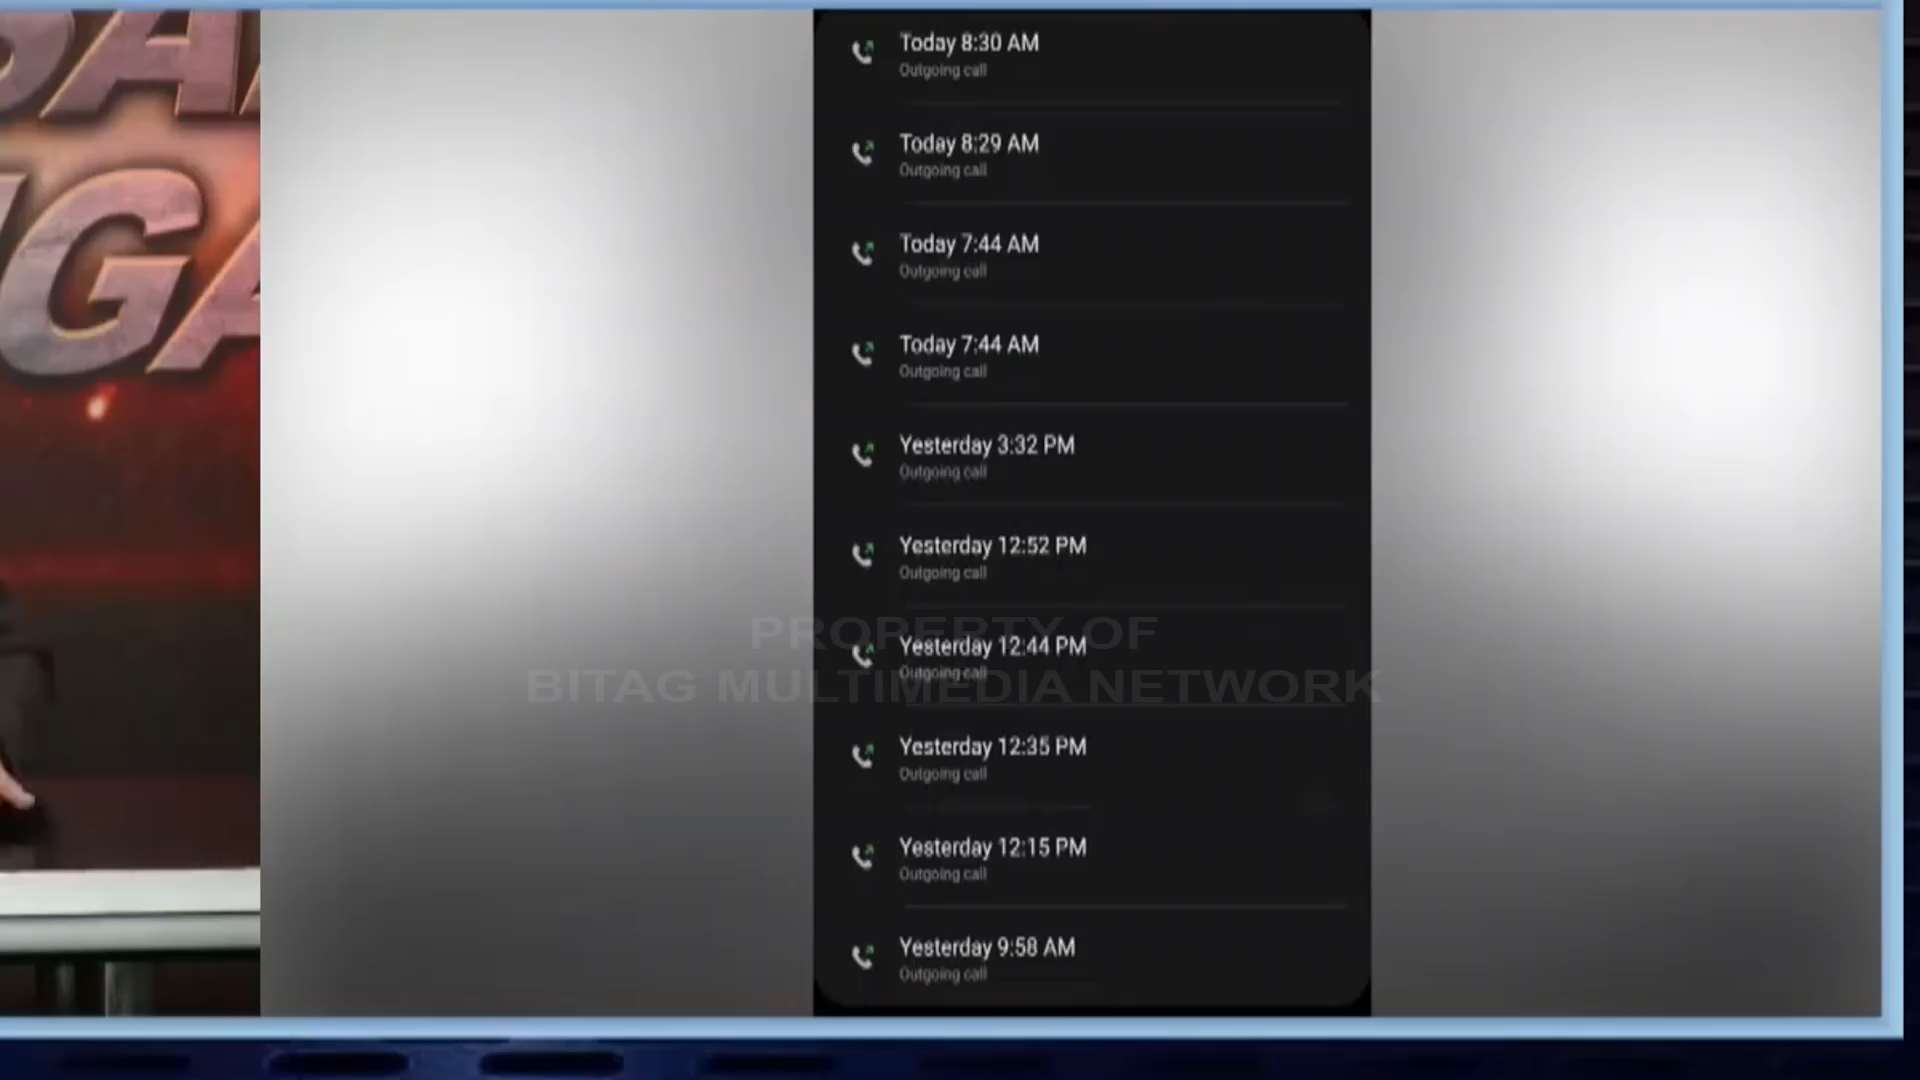 Today 8:30 AM
Outgoing call
Today 8:29 AM
Outgoing call
Today 7:44 AM
Outgoing call
Today 7:44 AM
Outgoing call
Yesterday 3:32 PM
Outgoing call
Yesterday 12:52 PM
Outgoing call
Yesterday 12:44 PM
Outgoing call
Yesterday 12:35 PM
Outgoing call
Yesterday 12:15 PM
Outgoing call
Yesterday 9:58 AM
Outgoing call
PROPERTY OF
BITAG MULTIMEDIA NETWORK